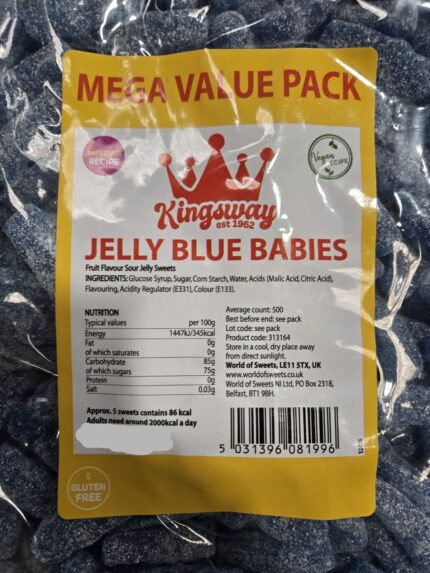 MEGA VALUE PACK
IMPROVED
RECIPE
Vegan
RECIPE
Kingsway
est 1962
JELLY BLUE BABIES
Fruit Flavour Sour Jelly Sweets
INGREDIENTS: Glucose Syrup, Sugar, Corn Starch, Water, Acids (Malic Acid, Citric Acid),
Flavouring, Acidity Regulator (E331), Colour (E133).
NUTRITION
Typical values per 100g
Energy 1447kJ/345kcal
Fat 0g
of which saturates 0g
Carbohydrate 85g
of which sugars 75g
Protein 0g
Salt 0.03g
Approx. 5 sweets contains 86 kcal
Adults need around 2000kcal a day
Average count: 500
Best before end: see pack
Lot code: see pack
Product code: 313164
Store in a cool, dry place away
from direct sunlight.
World of Sweets, LE11 5TX, UK
www.worldofsweets.co.uk
World of Sweets NI Ltd, PO Box 2318,
Belfast, BT1 9BH.
5 031396 081996
GLUTEN
FREE